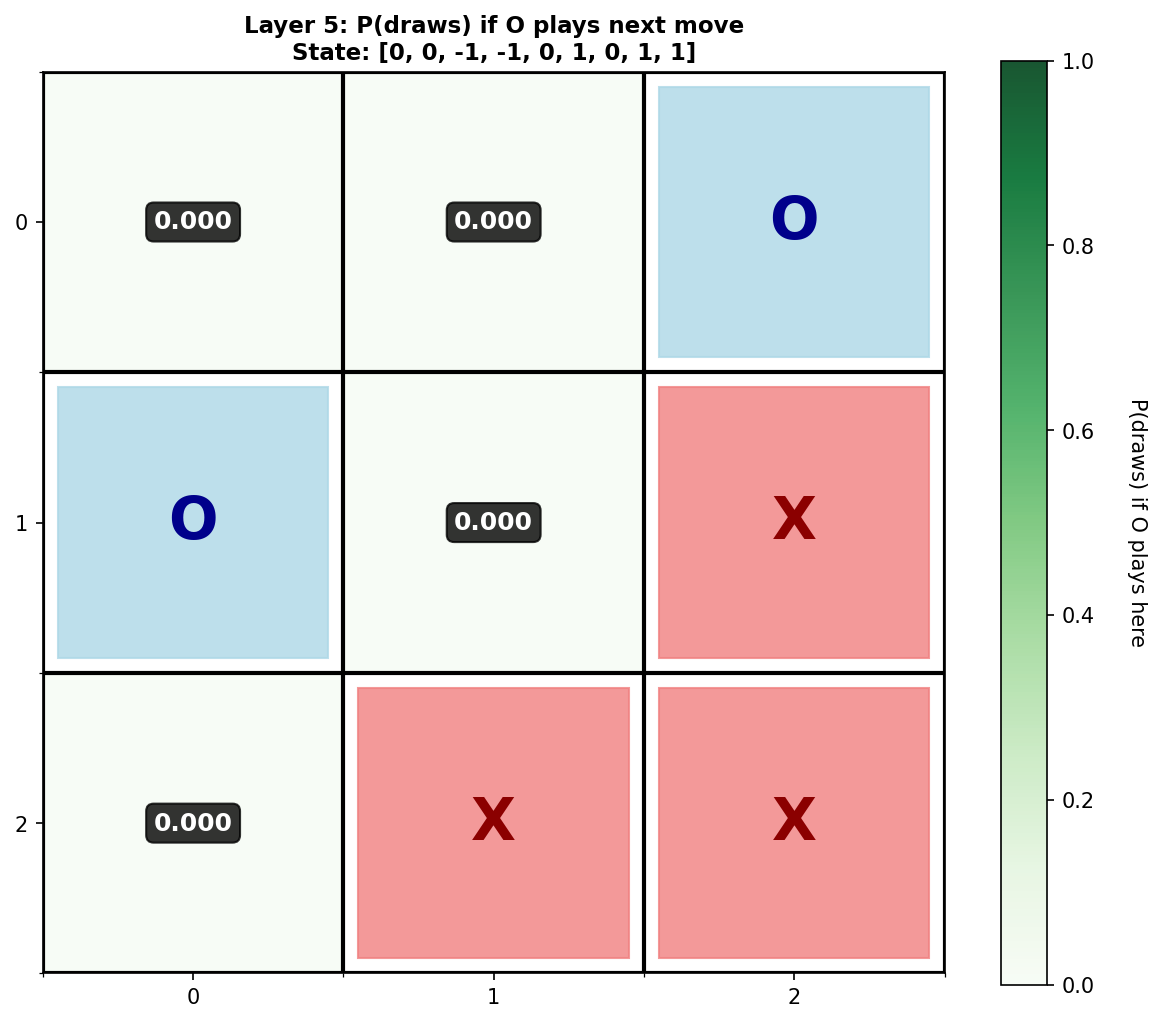 Layer 5: P(draws) if O plays next move
State: [0, 0, -1, -1, 0, 1, 0, 1, 1]
0
0.000
0.000
O
1
O
0.000
X
2
0.000
X
X
0
1
2
1.0
0.8
0.6
0.4
0.2
0.0
P(draws) if O plays here